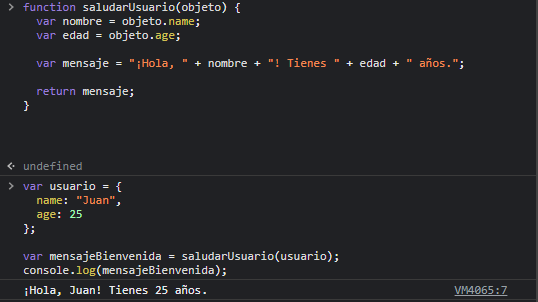 function saludarUsuario(objeto) {
  var nombre = objeto.name;
  var edad = objeto.age;
  var mensaje = "¡Hola, " + nombre + "! Tienes " + edad + " años.";
  return mensaje;
}
undefined
var usuario = {
  name: "Juan",
  age: 25
};
var mensajeBienvenida = saludarUsuario(usuario);
console.log(mensajeBienvenida);
¡Hola, Juan! Tienes 25 años. VM4065:7